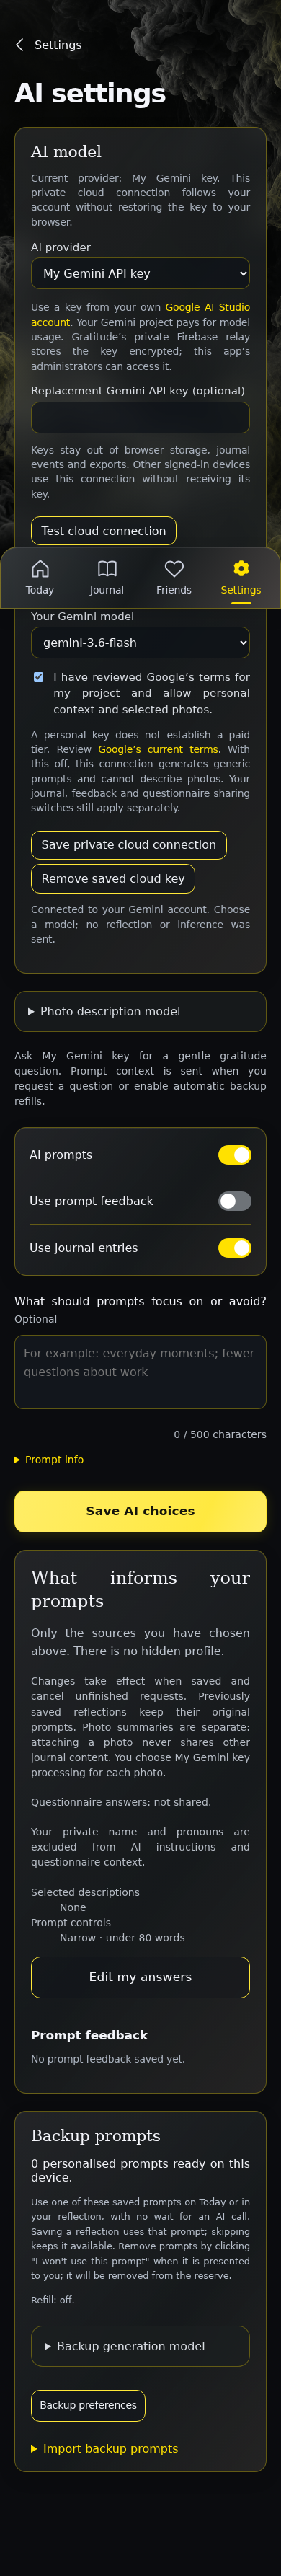 Settings
AI settings
AI model
Current provider: My Gemini key. This
private cloud connection follows your
account without restoring the key to your
browser.
AI provider
My Gemini API key
Use a key from your own Google AI Studio
account. Your Gemini project pays for model
usage. Gratitude's private Firebase relay
stores the key encrypted; this app's
administrators can access it.
Replacement Gemini API key (optional)
Keys stay out of browser storage, journal
events and exports. Other signed-in devices
use this connection without receiving its
key.
Test cloud connection
Today
Journal
Friends
Settings
Your Gemini model
gemini-3.6-flash
I have reviewed Google's terms for
my project and allow personal
context and selected photos.
A personal key does not establish a paid
tier. Review Google's current terms. With
this off, this connection generates generic
prompts and cannot describe photos. Your
journal, feedback and questionnaire sharing
switches still apply separately.
Save private cloud connection
Remove saved cloud key
Connected to your Gemini account. Choose
a model; no reflection or inference was
sent.
Photo description model
Ask My Gemini key for a gentle gratitude
question. Prompt context is sent when you
request a question or enable automatic backup
refills.
AI prompts
Use prompt feedback
Use journal entries
What should prompts focus on or avoid?
Optional
For example: everyday moments; fewer
questions about work
0 / 500 characters
Prompt info
Save AI choices
What informs your
prompts
Only the sources you have chosen
above. There is no hidden profile.
Changes take effect when saved and
cancel unfinished requests. Previously
saved reflections keep their original
prompts. Photo summaries are separate:
attaching a photo never shares other
journal content. You choose My Gemini key
processing for each photo.
Questionnaire answers: not shared.
Your private name and pronouns are
excluded from AI instructions and
questionnaire context.
Selected descriptions
None
Prompt controls
Narrow · under 80 words
Edit my answers
Prompt feedback
No prompt feedback saved yet.
Backup prompts
0 personalised prompts ready on this
device.
Use one of these saved prompts on Today or in
your reflection, with no wait for an AI call.
Saving a reflection uses that prompt; skipping
keeps it available. Remove prompts by clicking
"I won't use this prompt" when it is presented
to you; it will be removed from the reserve.
Refill: off.
Backup generation model
Backup preferences
Import backup prompts